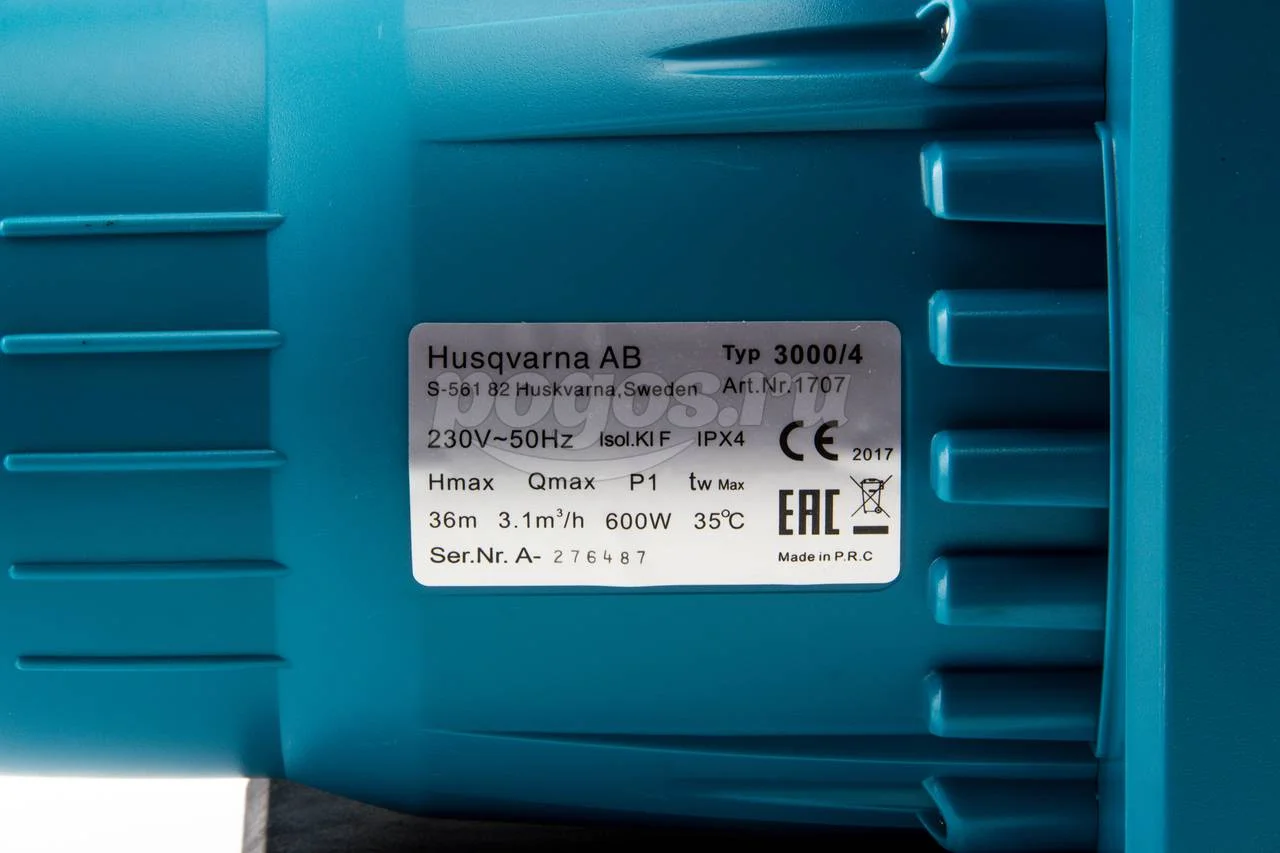 Husqvarna AB Typ 3000/4
S-561 82 Huskvarna,Sweden Art.Nr.1707
230V~50Hz Isol.KI F IPX4 CE 2017
Hmax Qmax P1 tw Max
36m 3.1m³/h 600W 35°C EAC
Ser.Nr. A- 276487 Made in P.R.C
pogos.ru